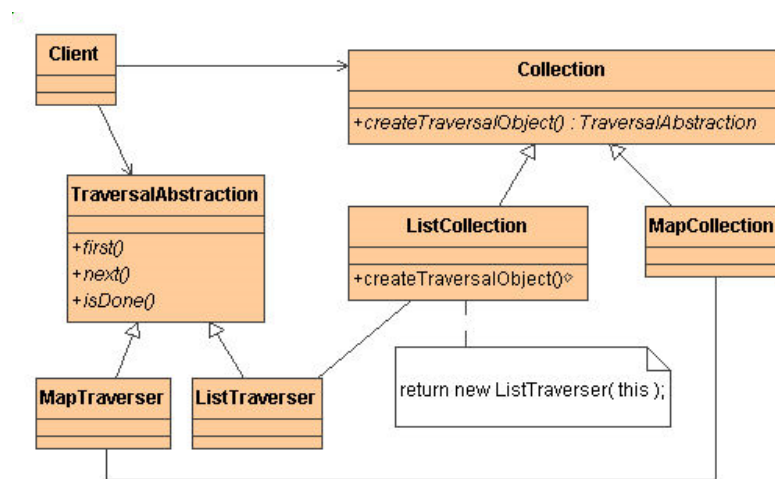 Client
Collection
+createTraversalObject() : TraversalAbstraction
TraversalAbstraction
+first()
+next()
+isDone()
ListCollection
+createTraversalObject()
MapCollection
return new ListTraverser( this );
MapTraverser
ListTraverser